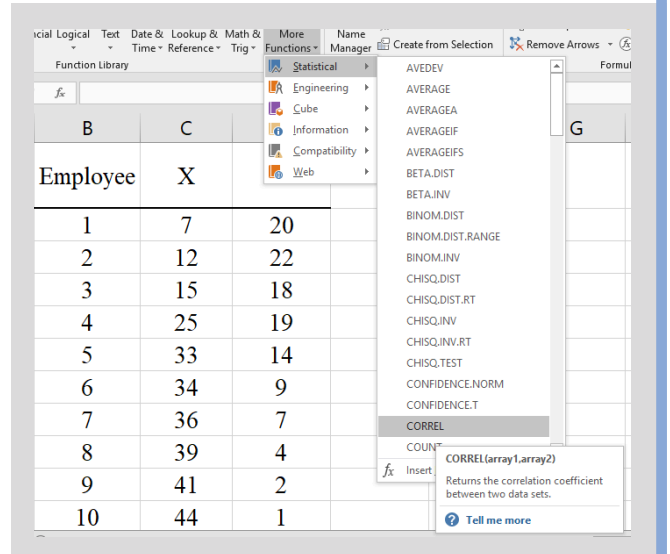 ncial Logical Text Date & Lookup & Math & More Name
Time Reference Trig Functions Manager Create from Selection Remove Arrows
Function Library Formul
fx
Statistical
Engineering
Cube
Information
Compatibility
Web
AVEDEV
AVERAGE
AVERAGEA
AVERAGEIF
AVERAGEIFS
BETA.DIST
BETA.INV
BINOM.DIST
BINOM.DIST.RANGE
BINOM.INV
CHISQ.DIST
CHISQ.DIST.RT
CHISQ.INV
CHISQ.INV.RT
CHISQ.TEST
CONFIDENCE.NORM
CONFIDENCE.T
CORREL
COUNT
fx Insert
CORREL(array1,array2)
Returns the correlation coefficient
between two data sets.
Tell me more
B C G
Employee X
1 7 20
2 12 22
3 15 18
4 25 19
5 33 14
6 34 9
7 36 7
8 39 4
9 41 2
10 44 1